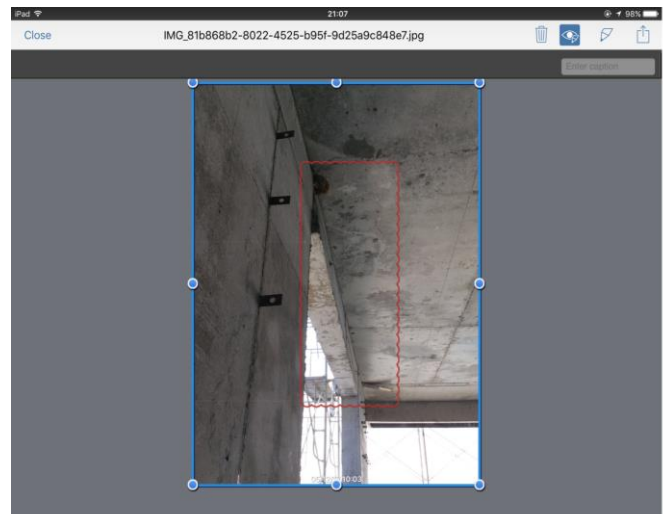 iPad 21:07 98%
Close IMG_81b868b2-8022-4525-b95f-9d25a9c848e7.jpg
Enter caption